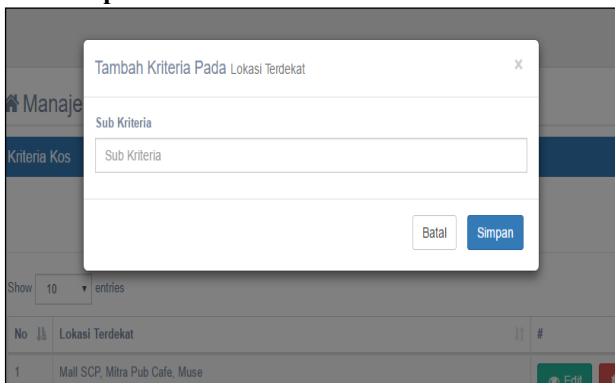 Tambah Kriteria Pada Lokasi Terdekat x
Manaje
Sub Kriteria
Kriteria Kos
Sub Kriteria
Batal Simpan
Show 10 entries
No Lokasi Terdekat #
1 Mall SCP, Mitra Pub Cafe, Muse
Edit